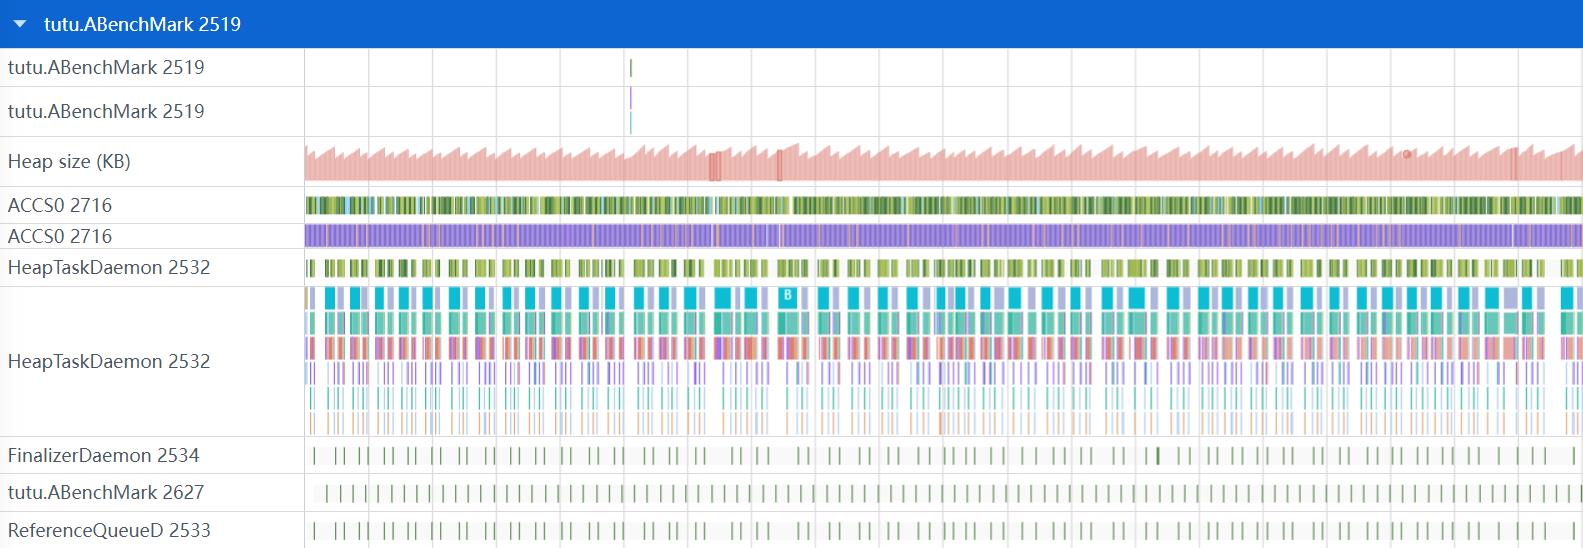 tutu.ABenchMark 2519
tutu.ABenchMark 2519
tutu.ABenchMark 2519
Heap size (KB)
ACCS0 2716
ACCS0 2716
HeapTaskDaemon 2532
B
HeapTaskDaemon 2532
FinalizerDaemon 2534
tutu.ABenchMark 2627
ReferenceQueueD 2533